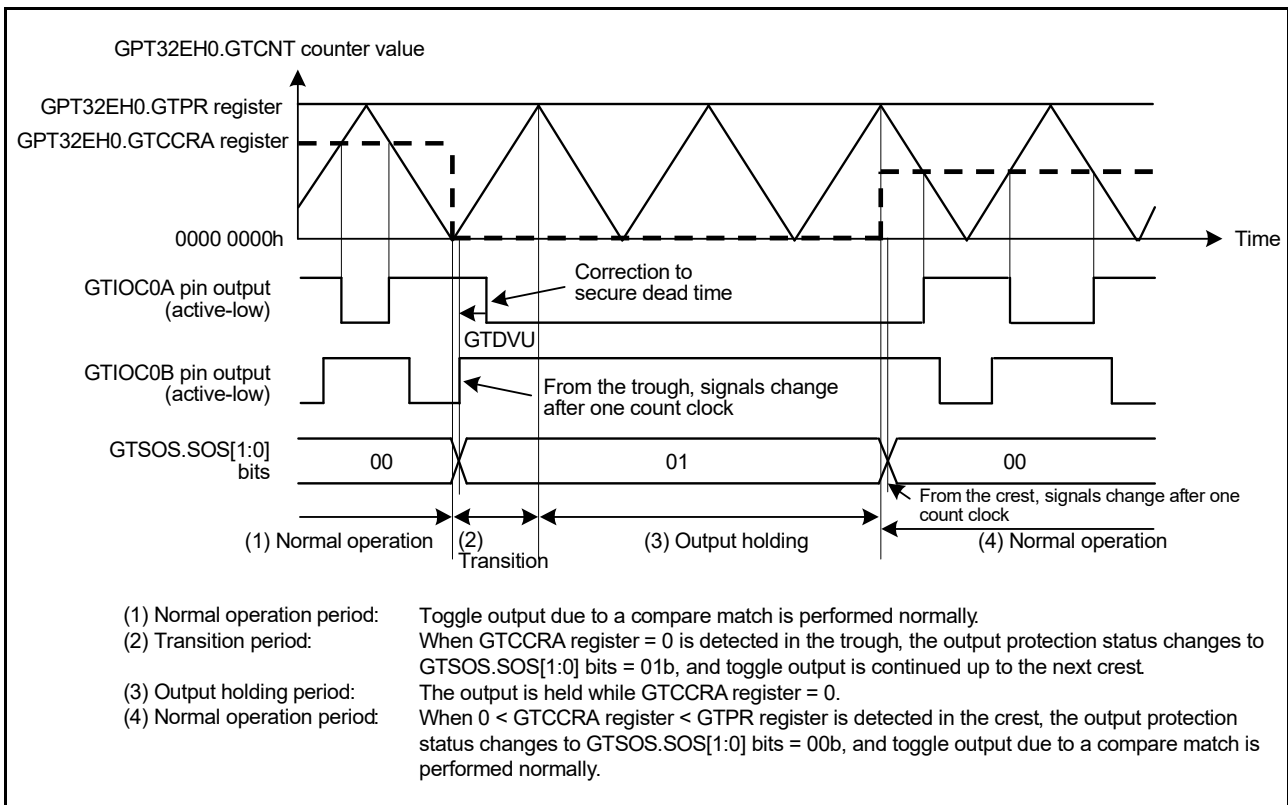 GPT32EH0.GTCNT counter value
GPT32EH0.GTPR register
GPT32EH0.GTCCRA register
0000 0000h
Time
GTIOC0A pin output
(active-low)
Correction to
secure dead time
GTDVU
GTIOC0B pin output
(active-low)
From the trough, signals change
after one count clock
GTSOS.SOS[1:0]
bits
00
01
00
From the crest, signals change after one
count clock
(1) Normal operation
(2)
Transition
(3) Output holding
(4) Normal operation
(1) Normal operation period: Toggle output due to a compare match is performed normally.
(2) Transition period: When GTCCRA register = 0 is detected in the trough, the output protection status changes to
GTSOS.SOS[1:0] bits = 01b, and toggle output is continued up to the next crest.
(3) Output holding period: The output is held while GTCCRA register = 0.
(4) Normal operation period: When 0 < GTCCRA register < GTPR register is detected in the crest, the output protection
status changes to GTSOS.SOS[1:0] bits = 00b, and toggle output due to a compare match is
performed normally.